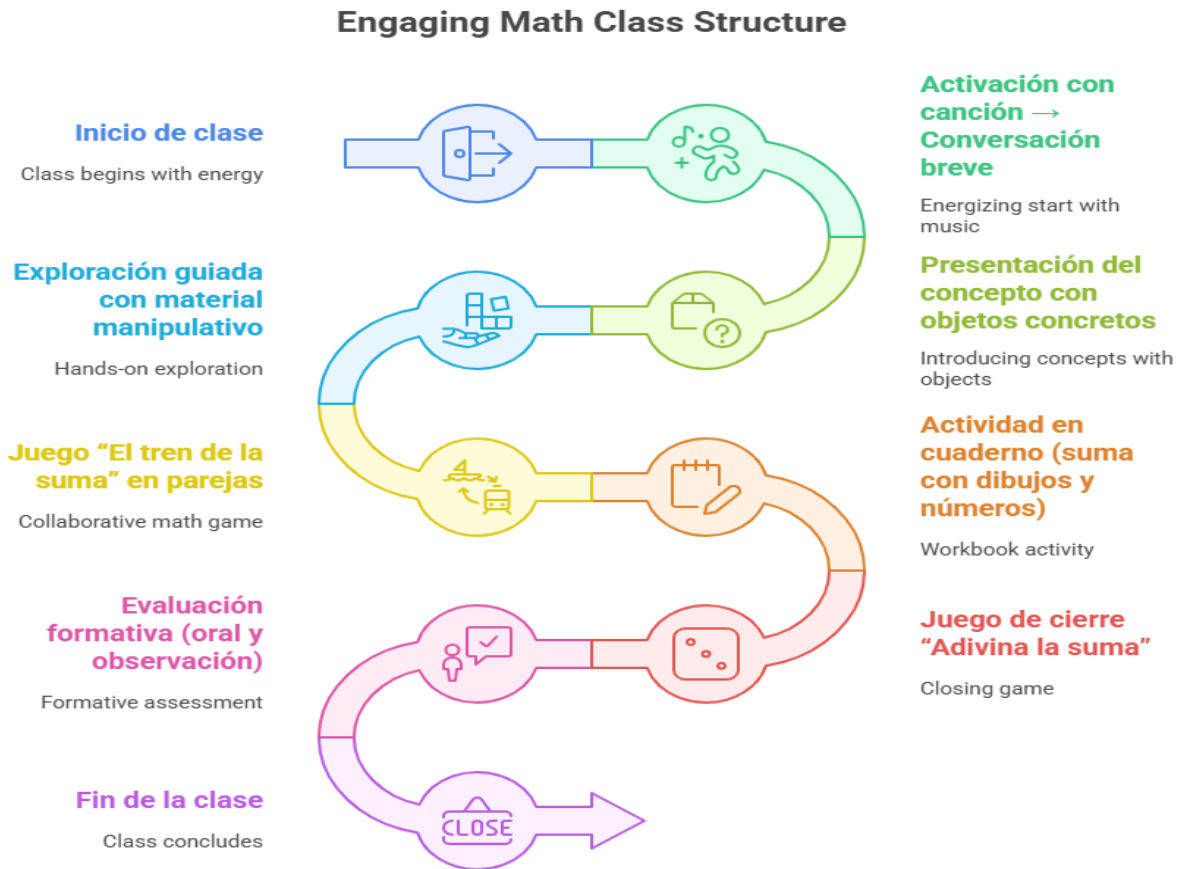 Engaging Math Class Structure
Inicio de clase
Class begins with energy
Activación con
canción →
Conversación
breve
Energizing start with
music
Presentación del
concepto con
objetos concretos
Introducing concepts with
objects
Exploración guiada
con material
manipulativo
Hands-on exploration
Juego “El tren de la
suma” en parejas
Collaborative math game
Actividad en
cuaderno (suma
con dibujos y
números)
Workbook activity
Juego de cierre
“Adivina la suma”
Closing game
Evaluación
formativa (oral y
observación)
Formative assessment
Fin de la clase
Class concludes
CLOSE